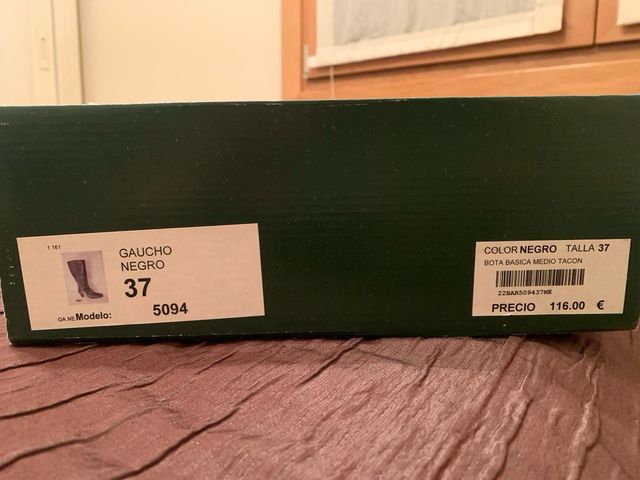 1.161
GAUCHO
NEGRO
37
GA.NE Modelo: 5094
COLOR NEGRO TALLA 37
BOTA BASICA MEDIO TACON
22BAR509437NE
PRECIO 116.00 €